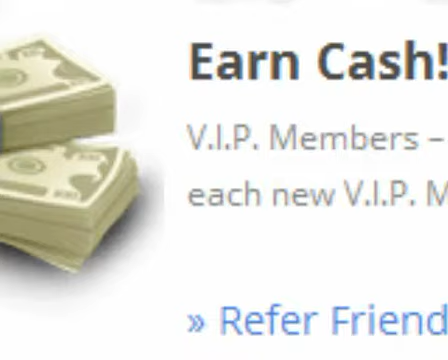 Earn Cash!
V.I.P. Members –
each new V.I.P. M
» Refer Friend